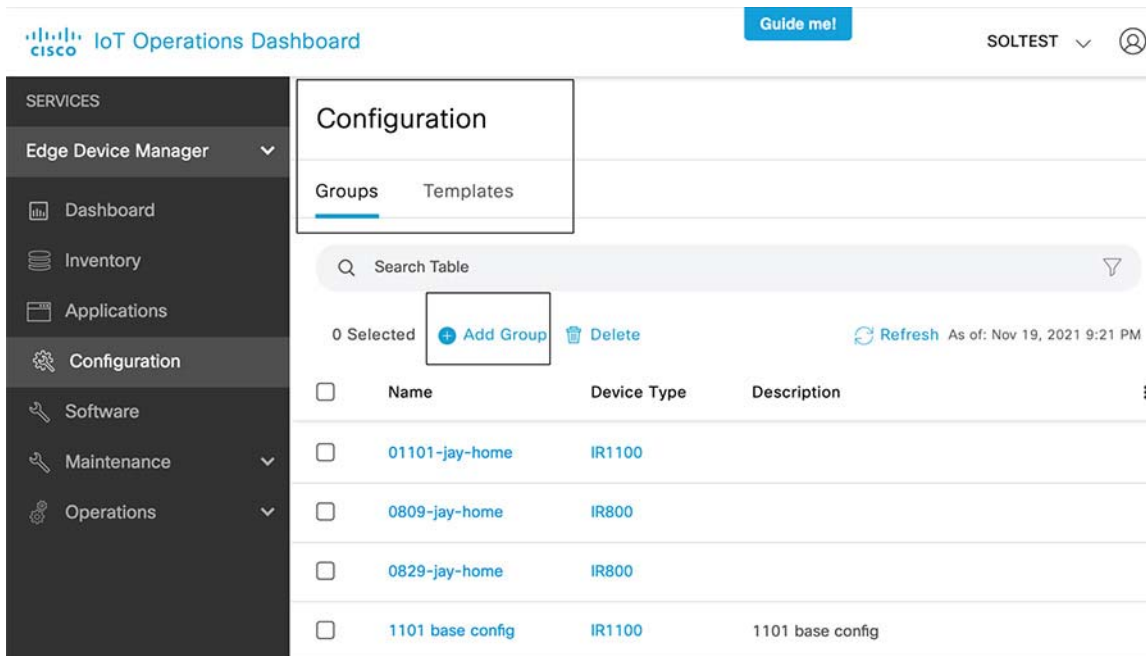 Guide me!
CISCO IoT Operations Dashboard
SOLTEST
SERVICES
Edge Device Manager
Dashboard
Inventory
Applications
Configuration
Software
Maintenance
Operations
Configuration
Groups Templates
Search Table
0 Selected Add Group Delete Refresh As of: Nov 19, 2021 9:21 PM
Name Device Type Description
01101-jay-home IR1100
0809-jay-home IR800
0829-jay-home IR800
1101 base config IR1100 1101 base config